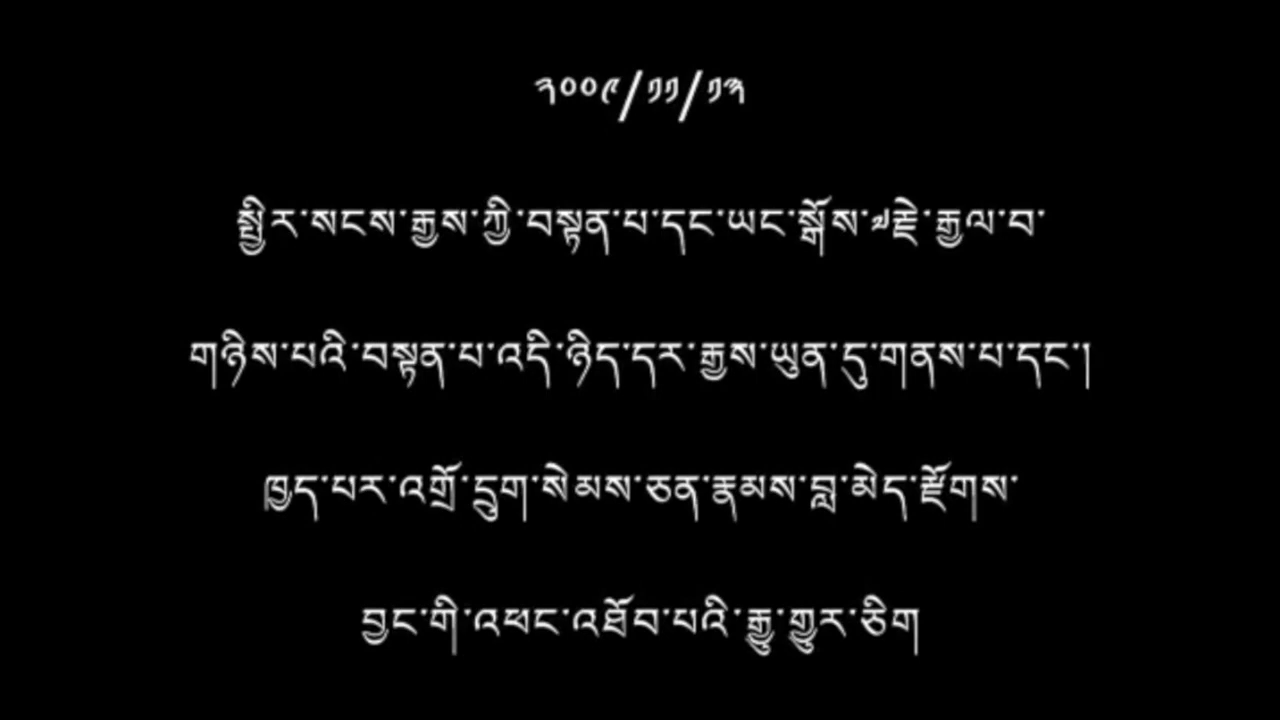 ༢༠༠༩/༡༡/༡༣
སྤྱིར་སངས་རྒྱས་ཀྱི་བསྟན་པ་དང་ཡང་སྒོས་༧རྗེ་རྒྱལ་བ་
གཉིས་པའི་བསྟན་པ་འདི་ཉིད་དར་རྒྱས་ཡུན་དུ་གནས་པ་དང་།
ཁྱད་པར་འགྲོ་དྲུག་སེམས་ཅན་རྣམས་བླ་མེད་རྫོགས་
བྱང་གི་འཕང་འཐོབ་པའི་རྒྱུ་གྱུར་ཅིག